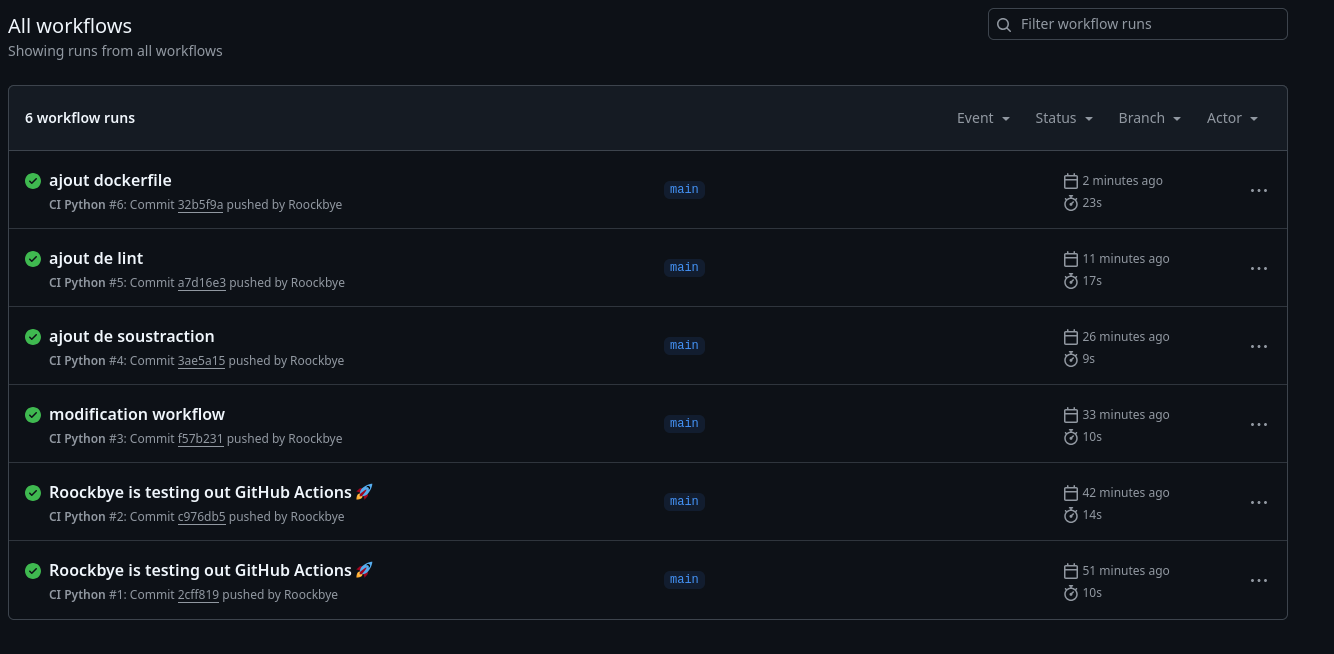 All workflows
Filter workflow runs
Showing runs from all workflows
6 workflow runs Event Status Branch Actor
ajout dockerfile
main
2 minutes ago
CI Python #6: Commit 32b5f9a pushed by Roockbye
23s
ajout de lint
main
11 minutes ago
CI Python #5: Commit a7d16e3 pushed by Roockbye
17s
ajout de soustraction
main
26 minutes ago
CI Python #4: Commit 3ae5a15 pushed by Roockbye
9s
modification workflow
main
33 minutes ago
CI Python #3: Commit f57b231 pushed by Roockbye
10s
Roockbye is testing out GitHub Actions 🚀
main
42 minutes ago
CI Python #2: Commit c976db5 pushed by Roockbye
14s
Roockbye is testing out GitHub Actions 🚀
main
51 minutes ago
CI Python #1: Commit 2cff819 pushed by Roockbye
10s